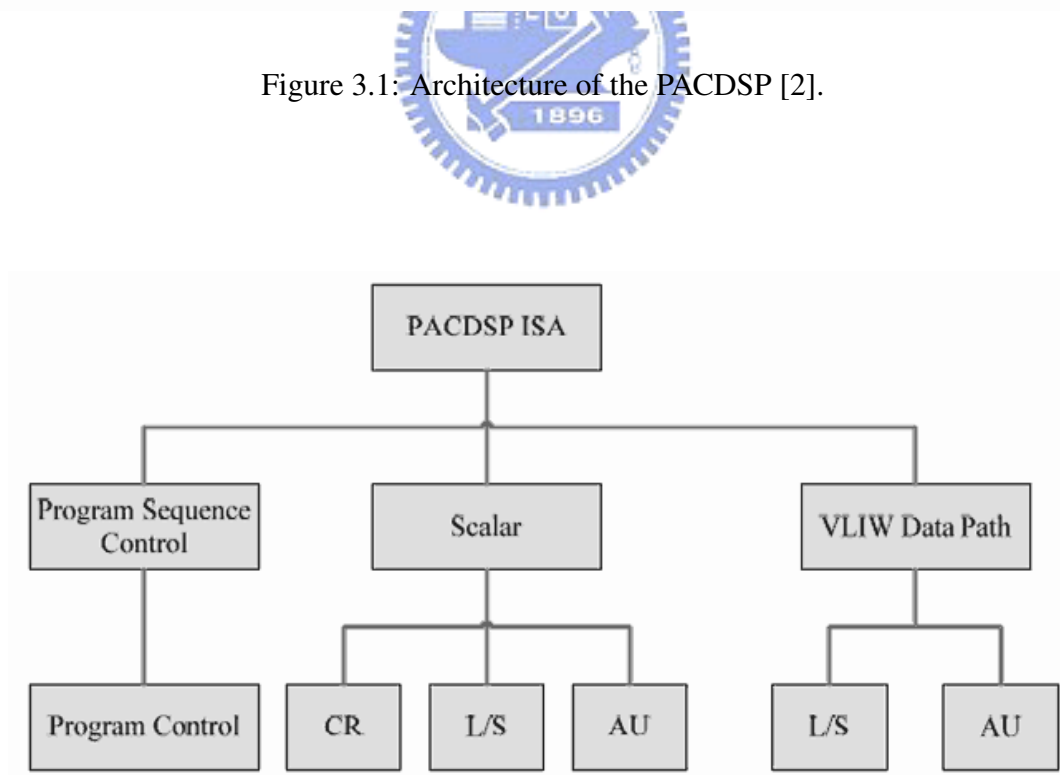 Figure 3.1: Architecture of the PACDSP [2].
1896
PACDSP ISA
Program Sequence
Control
Scalar
VLIW Data Path
Program Control
CR
L/S
AU
L/S
AU